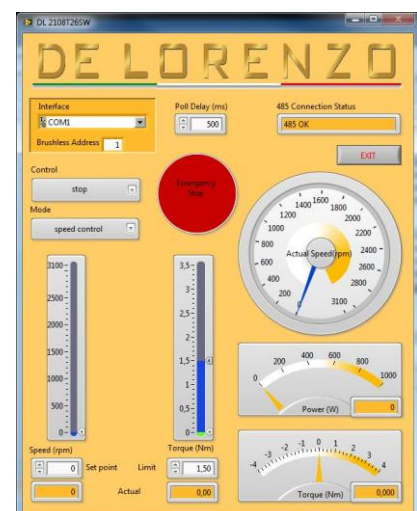 DL 2108T26SW
DE LORENZO
Interface
COM1
Brushless Address 1
Poll Delay (ms)
500
485 Connection Status
485 OK
EXIT
Control
stop
Mode
speed control
Emergency
Stop
Actual Speed(rpm)
0 200 400 600 800 1000 1200 1400 1600 1800 2000 2200 2400 2600 2800 3100
3100
2500
2000
1500
1000
500
0
3,5
3
2,5
2
1,5
1
0,5
0
0 200 400 600 800 1000
Power (W) 0
Speed (rpm)
Torque (Nm)
0 Set point Limit 1,50
0 Actual 0,00
-4 -3 -2 -1 0 1 2 3 4
Torque (Nm) 0,000